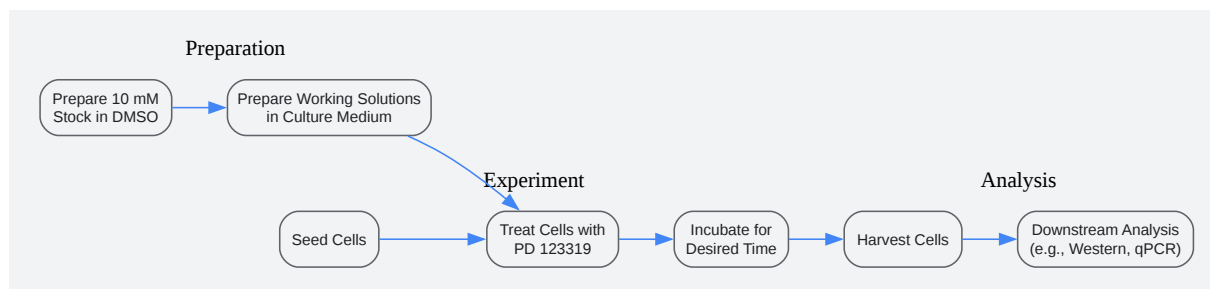 Preparation
Prepare 10 mM
Stock in DMSO
Prepare Working Solutions
in Culture Medium
Experiment
Analysis
Seed Cells
Treat Cells with
PD 123319
Incubate for
Desired Time
Harvest Cells
Downstream Analysis
(e.g., Western, qPCR)